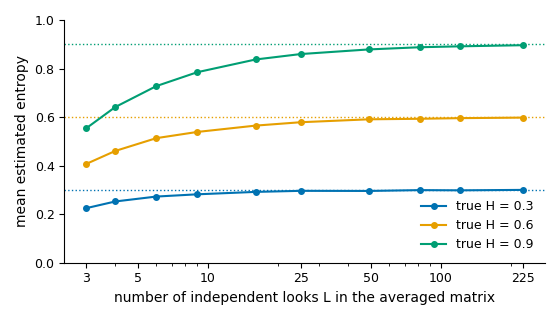 1.0
0.8
0.6
0.4
0.2
0.0
mean estimated entropy
true H = 0.3
true H = 0.6
true H = 0.9
3 5 10 25 50 100 225
number of independent looks L in the averaged matrix